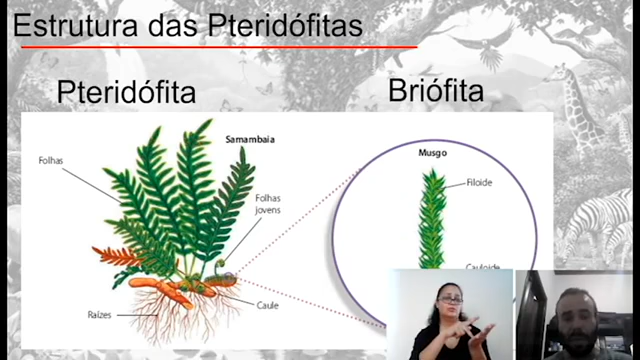 Estrutura das Pteridófitas
Pteridófita
Briófita
Samambaia
Folhas
Folhas
jovens
Caule
Raízes
Musgo
Filoide
Cauloide